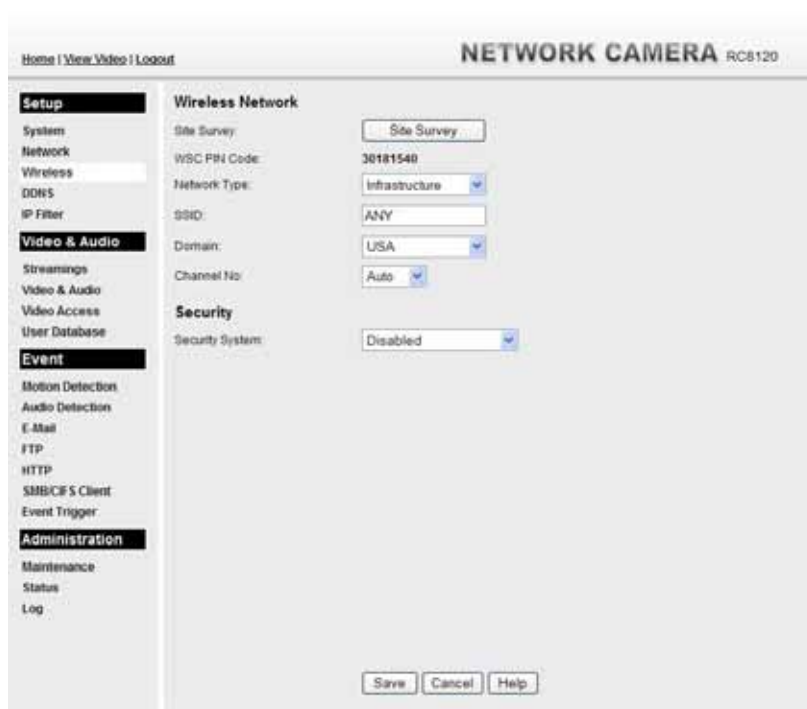 Home | View Video | Logout
NETWORK CAMERA RC8120
Setup
System
Network
Wireless
DDNS
IP Filter
Video & Audio
Streamings
Video & Audio
Video Access
User Database
Event
Motion Detection
Audio Detection
E-Mail
FTP
HTTP
SMB/CIFS Client
Event Trigger
Administration
Maintenance
Status
Log
Wireless Network
Site Survey: Site Survey
WSC PIN Code: 30181540
Network Type: Infrastructure
SSID: ANY
Domain: USA
Channel No: Auto
Security
Security System: Disabled
Save Cancel Help